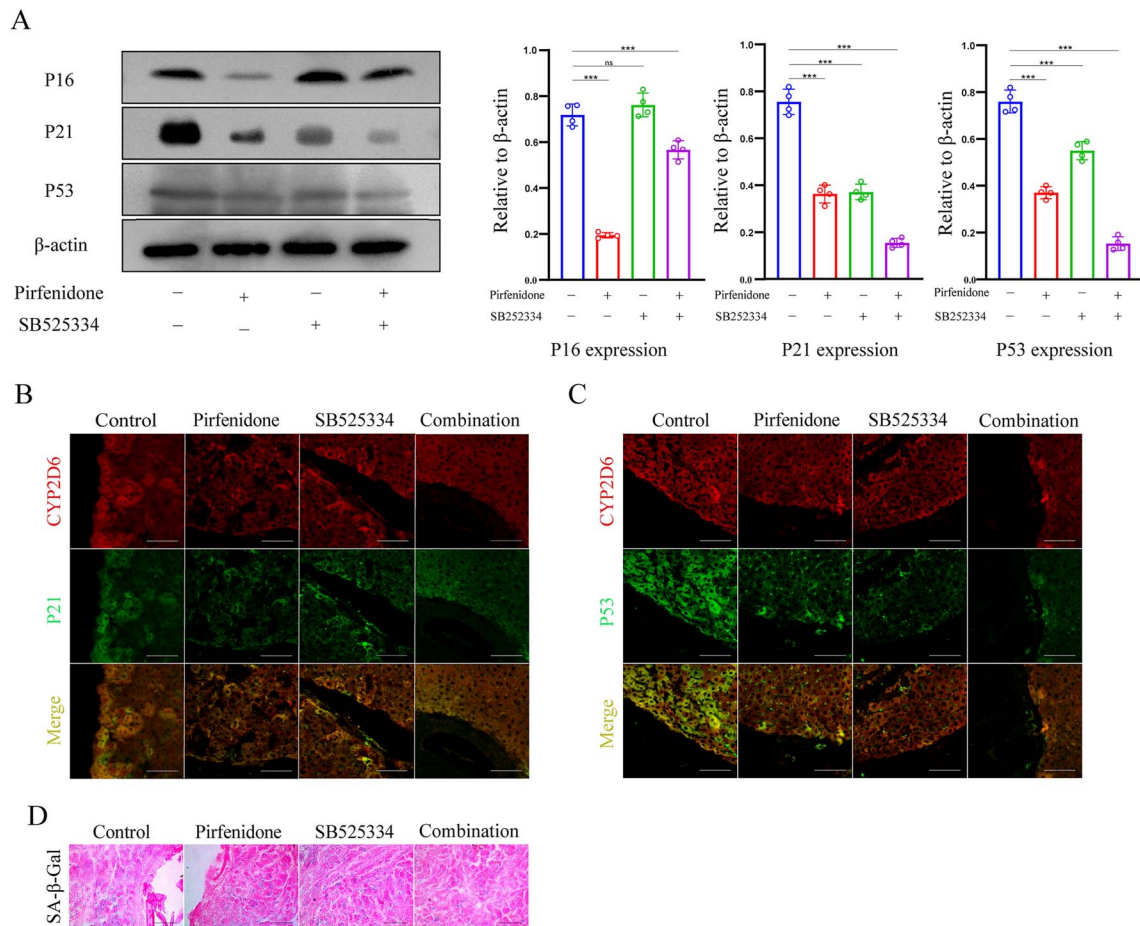 A
P16
P21
P53
β-actin
Pirfenidone − + − +
SB525334 − − + +
Relative to β-actin
0.0
0.2
0.4
0.6
0.8
1.0
***
ns
***
Pirfenidone − + − +
SB252334 − − + +
P16 expression
Relative to β-actin
0.0
0.2
0.4
0.6
0.8
1.0
***
***
***
Pirfenidone − + − +
SB252334 − − + +
P21 expression
Relative to β-actin
0.0
0.2
0.4
0.6
0.8
1.0
***
***
***
Pirfenidone − + − +
SB252334 − − + +
P53 expression
B
Control Pirfenidone SB525334 Combination
CYP2D6
P21
Merge
C
Control Pirfenidone SB525334 Combination
CYP2D6
P53
Merge
D
Control Pirfenidone SB525334 Combination
SA-β-Gal